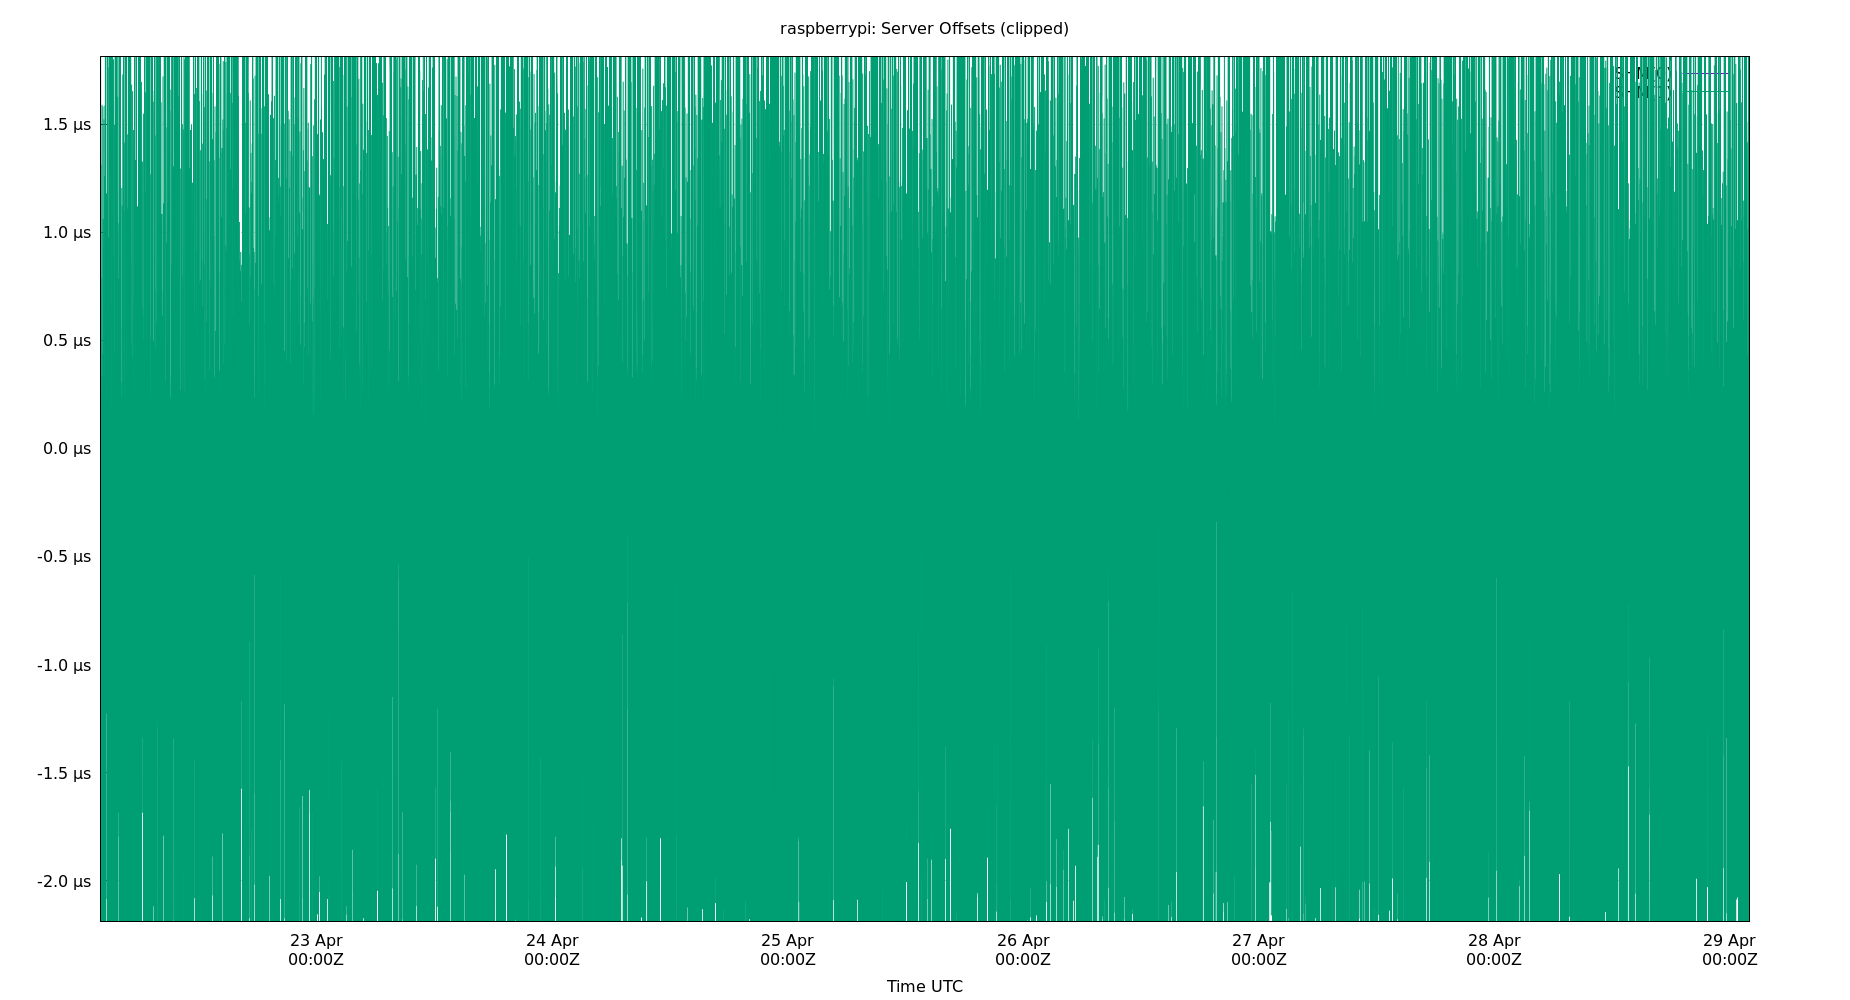 raspberrypi: Server Offsets (clipped)
1.5 µs
1.0 µs
0.5 µs
0.0 µs
-0.5 µs
-1.0 µs
-1.5 µs
-2.0 µs
23 Apr
00:00Z
24 Apr
00:00Z
25 Apr
00:00Z
26 Apr
00:00Z
27 Apr
00:00Z
28 Apr
00:00Z
29 Apr
00:00Z
Time UTC